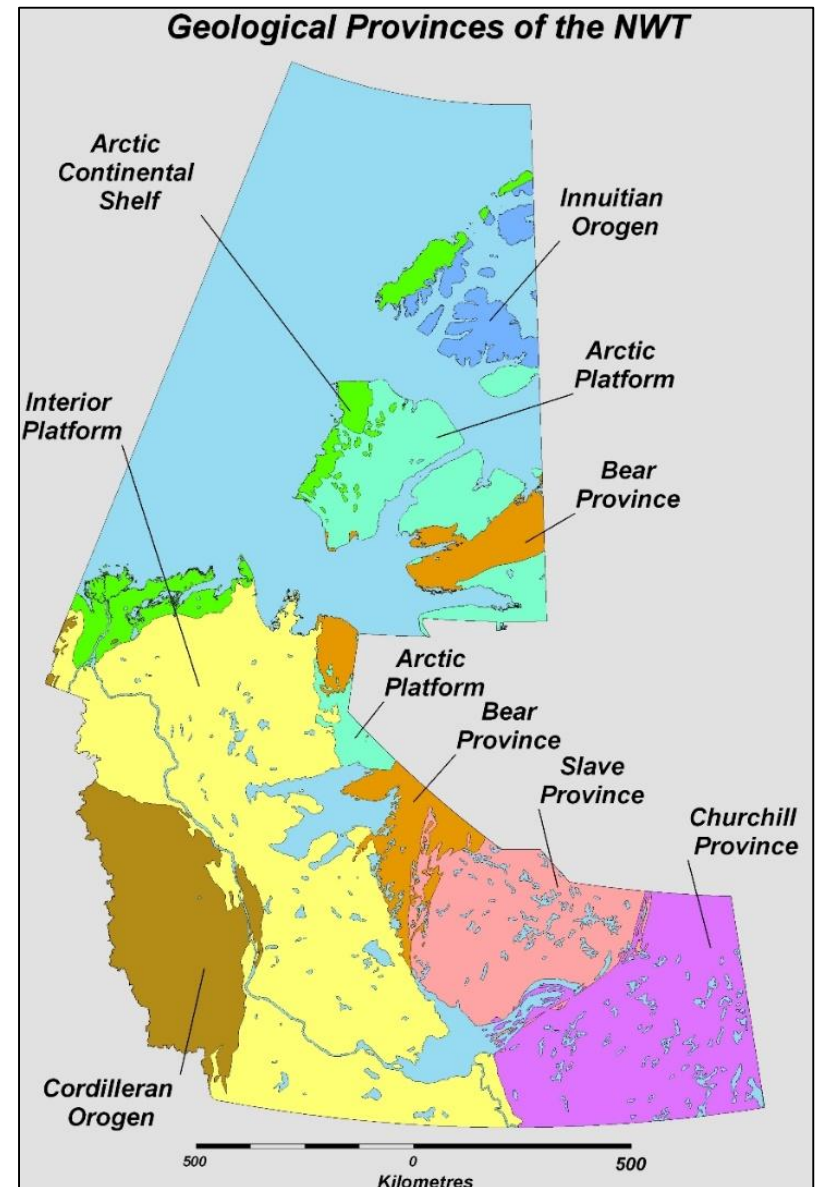 Geological Provinces of the NWT
Arctic
Continental
Shelf
Innuitian
Orogen
Arctic
Platform
Interior
Platform
Bear
Province
Arctic
Platform
Bear
Province
Slave
Province
Churchill
Province
Cordilleran
Orogen
500 0 500
Kilometres